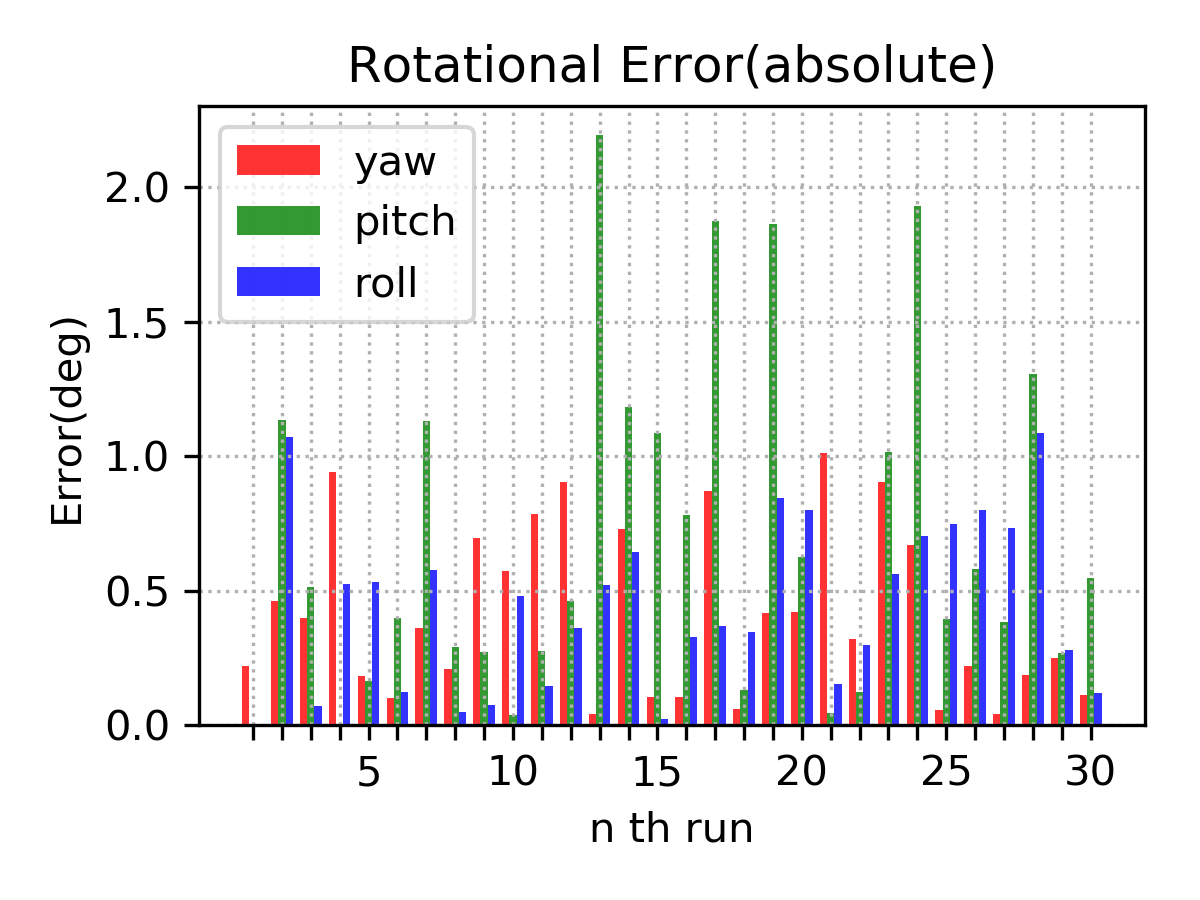 Rotational Error(absolute)
yaw
pitch
roll
Error(deg)
2.0
1.5
1.0
0.5
0.0
5 10 15 20 25 30
n th run